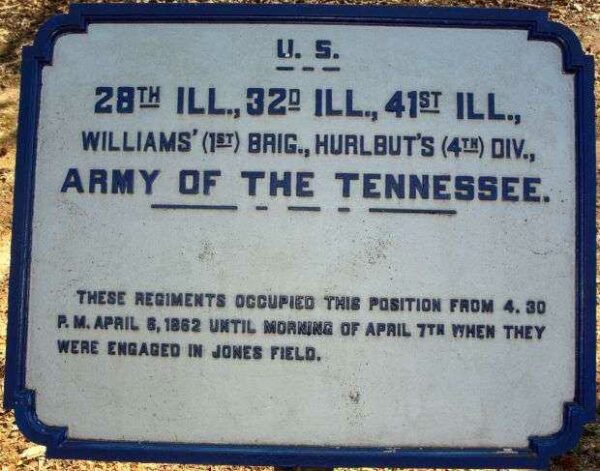 U. S.
28TH ILL., 32D ILL., 41ST ILL.,
WILLIAMS' (1ST) BRIG., HURLBUT'S (4TH) DIV.,
ARMY OF THE TENNESSEE.
THESE REGIMENTS OCCUPIED THIS POSITION FROM 4.30
P.M. APRIL 6, 1862 UNTIL MORNING OF APRIL 7TH WHEN THEY
WERE ENGAGED IN JONES FIELD.